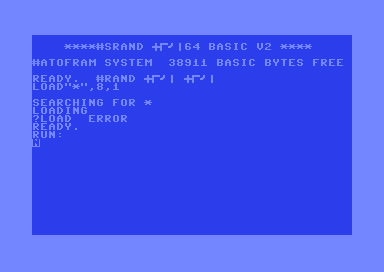 ****#SRAND 64 BASIC V2 ****
#ATOFRAM SYSTEM  38911 BASIC BYTES FREE
READY.  #RAND
LOAD"*",8,1
SEARCHING FOR *
LOADING
?LOAD  ERROR
READY.
RUN:
N